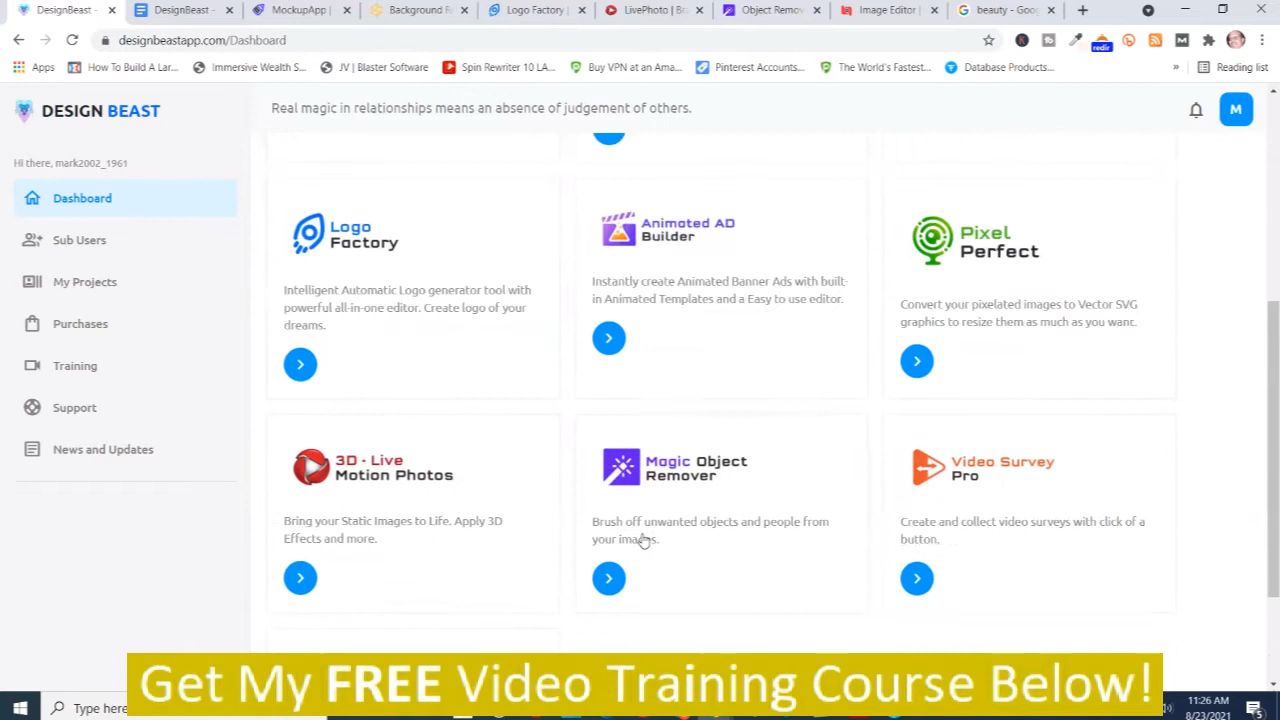 DesignBeast -
DesignBeast -
MockupApp |
Background R
Logo Factory |
LivePhoto | Br
Object Remov
Image Editor |
beauty - Goog
designbeastapp.com/Dashboard
redir
Apps
How To Build A Lar...
Immersive Wealth S...
JV | Blaster Software
Spin Rewriter 10 LA...
Buy VPN at an Ama...
Pinterest Accounts,...
The World's Fastest...
Database Products,...
»
Reading list
DESIGN BEAST
Real magic in relationships means an absence of judgement of others.
M
Hi there, mark2002_1961
Dashboard
Sub Users
My Projects
Purchases
Training
Support
News and Updates
Logo
Factory
Intelligent Automatic Logo generator tool with
powerful all-in-one editor. Create logo of your
dreams.
Animated AD
Builder
Instantly create Animated Banner Ads with built-
in Animated Templates and a Easy to use editor.
Pixel
Perfect
Convert your pixelated images to Vector SVG
graphics to resize them as much as you want.
3D - Live
Motion Photos
Bring your Static Images to Life. Apply 3D
Effects and more.
Magic Object
Remover
Brush off unwanted objects and people from
your images.
Video Survey
Pro
Create and collect video surveys with click of a
button.
Get My FREE Video Training Course Below!
Type here
11:26 AM
8/23/2021
5